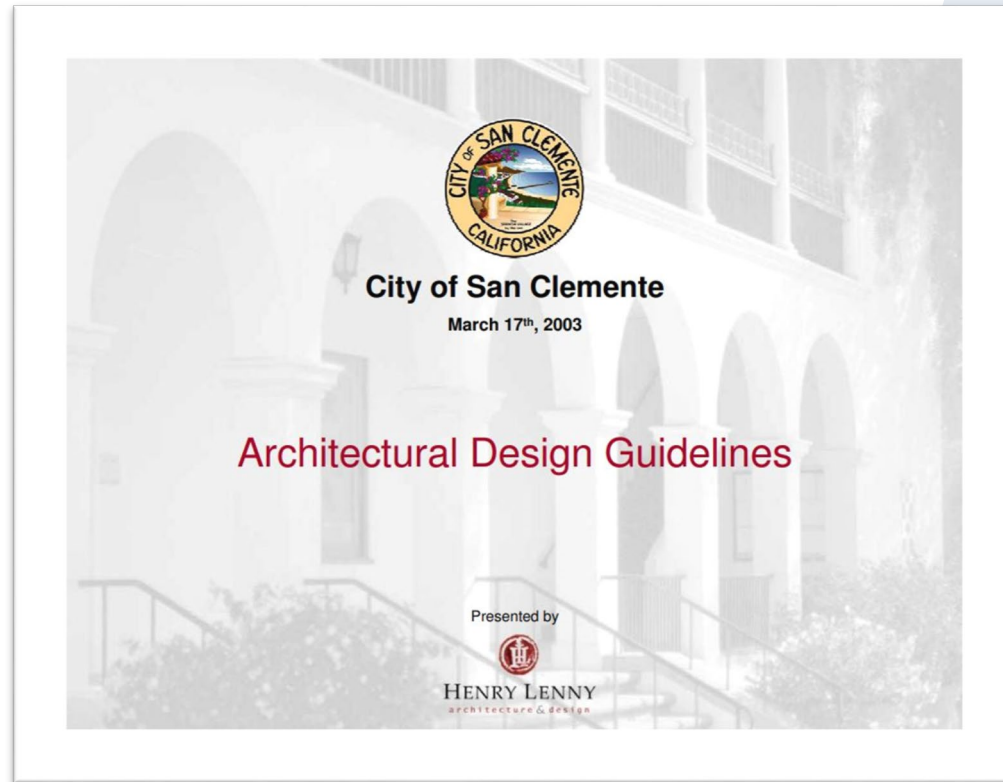 CITY OF SAN CLEMENTE
CALIFORNIA
City of San Clemente
March 17th, 2003
Architectural Design Guidelines
Presented by
HENRY LENNY
architecture & design